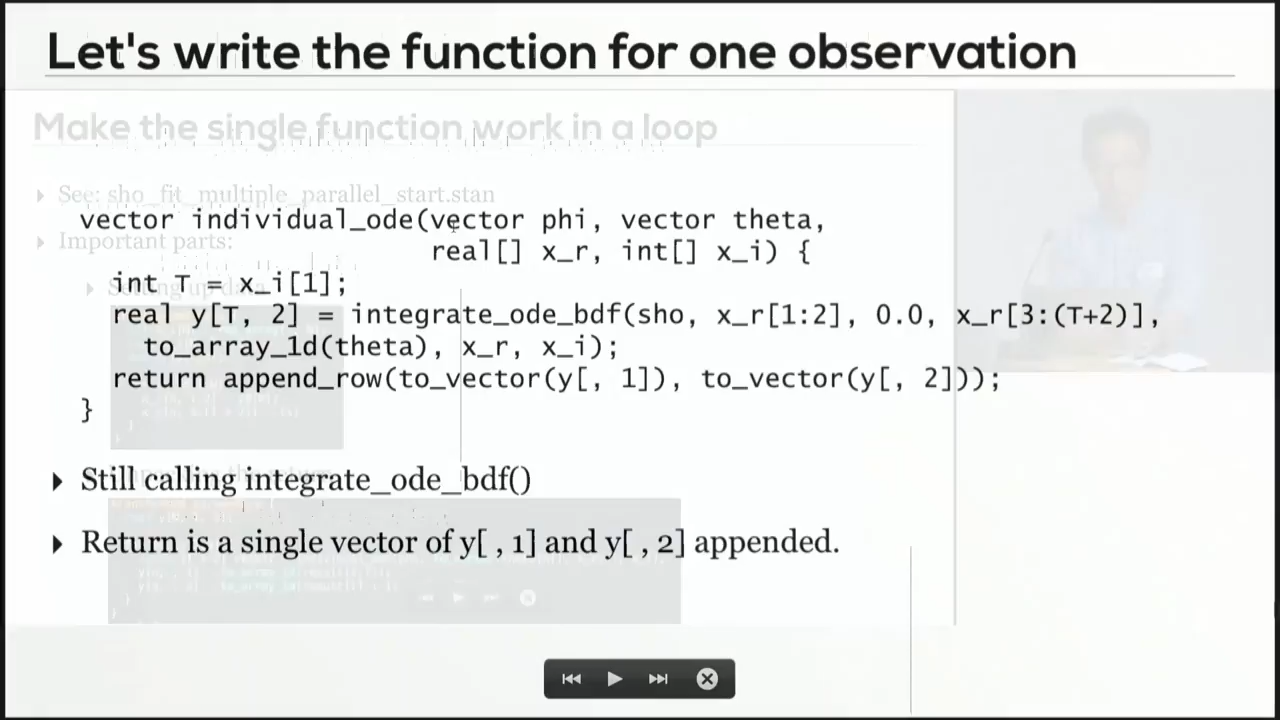 Let's write the function for one observation
Make the single function work in a loop
See: sho_fit_multiple_parallel_start.stan
vector individual_ode(vector phi, vector theta,
Important parts:
real[] x_r, int[] x_i) {
int T = x_i[1];
Setting up data
real y[T, 2] = integrate_ode_bdf(sho, x_r[1:2], 0.0, x_r[3:(T+2)],
to_array_1d(theta), x_r, x_i);
return append_row(to_vector(y[, 1]), to_vector(y[, 2]));
}
Still calling integrate_ode_bdf()
Return is a single vector of y[ , 1] and y[ , 2] appended.